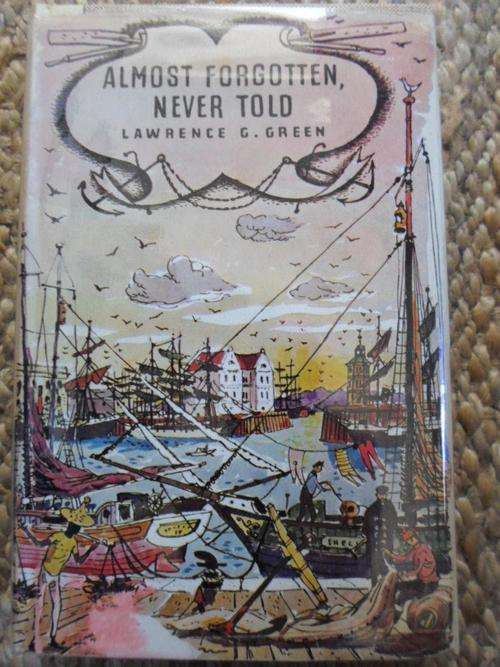 ALMOST FORGOTTEN,
NEVER TOLD
LAWRENCE G. GREEN